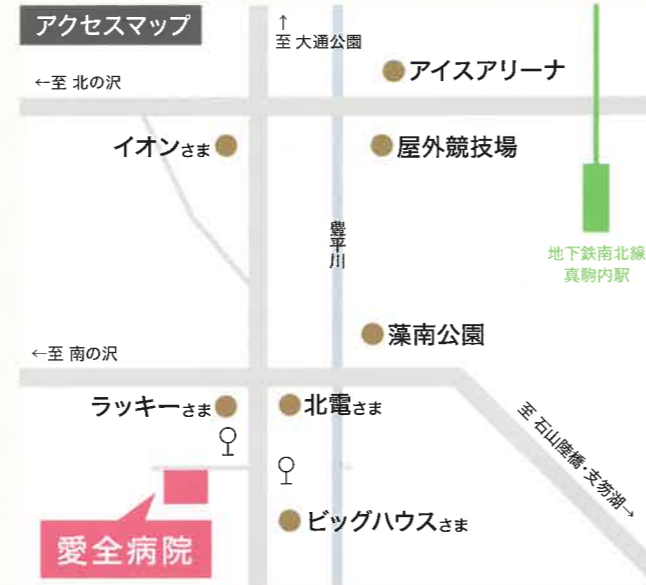 アクセスマップ
↑
至 大通公園
アイスアリーナ
←至 北の沢
イオンさま
屋外競技場
豊平川
地下鉄南北線
真駒内駅
藻南公園
←至 南の沢
ラッキーさま
北電さま
至 石山陸橋・支笏湖→
ビッグハウスさま
愛全病院